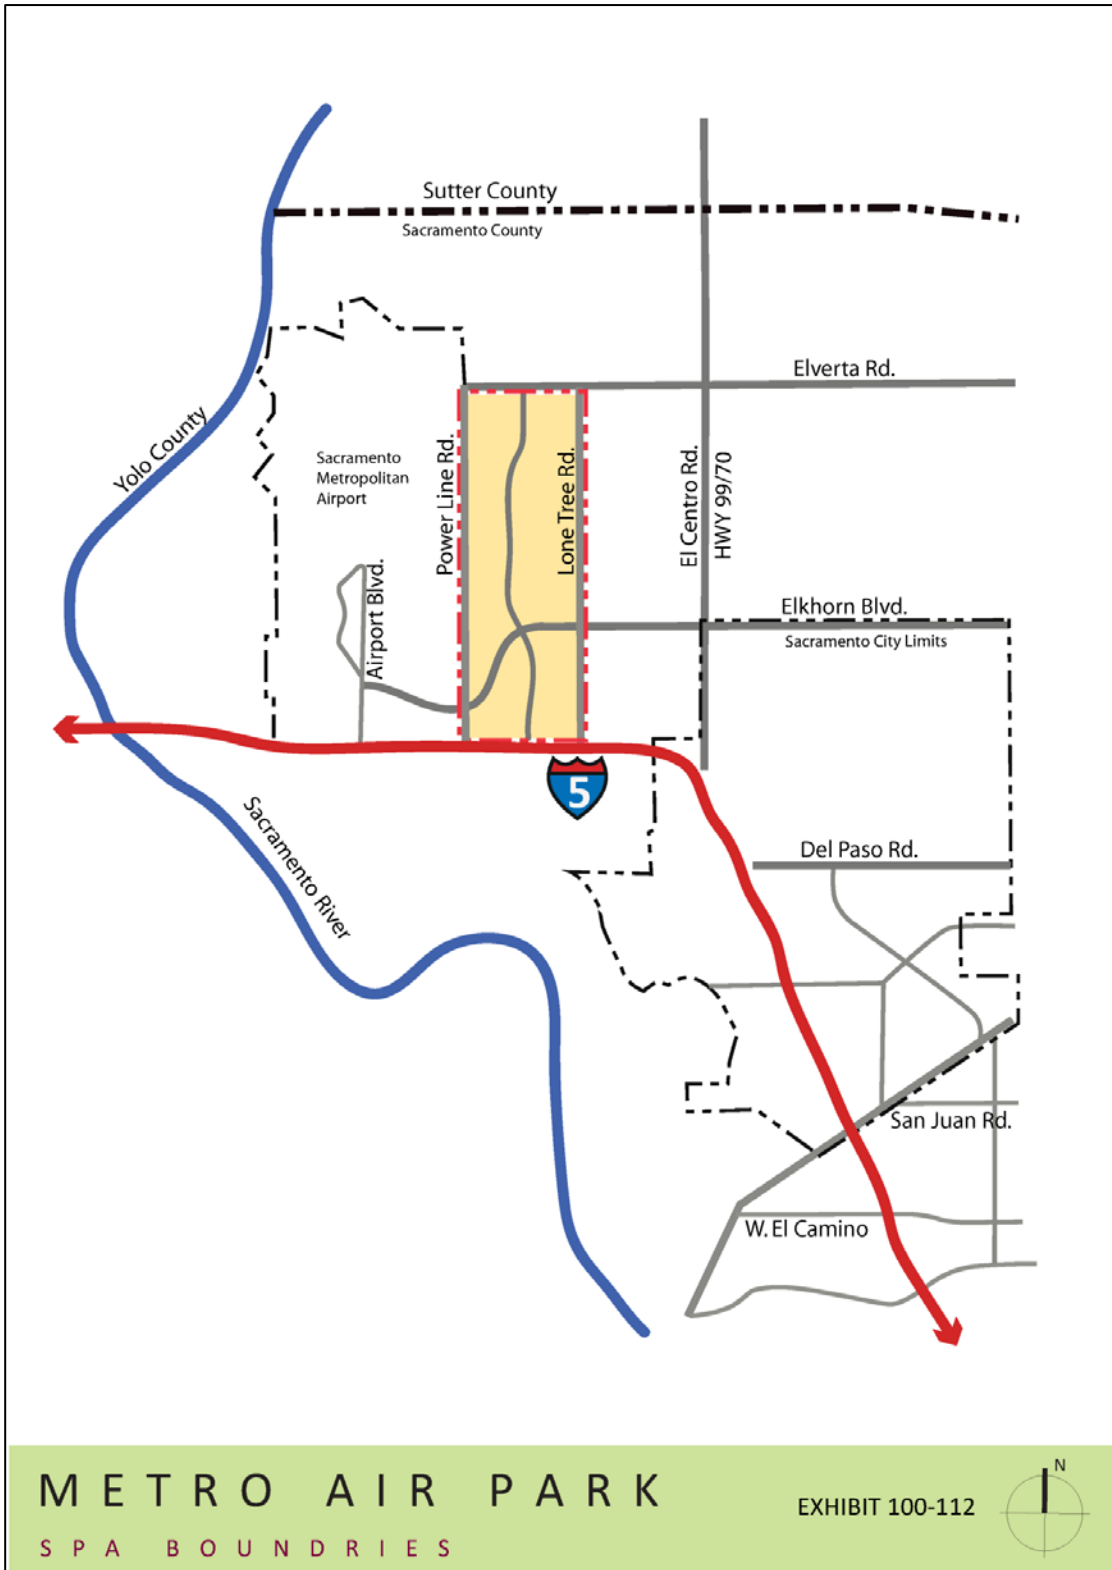 Sutter County
Sacramento County
Elverta Rd.
Yolo County
Sacramento
Metropolitan
Airport
Power Line Rd.
Lone Tree Rd.
El Centro Rd.
HWY 99/70
Airport Blvd.
Elkhorn Blvd.
Sacramento City Limits
5
Sacramento River
Del Paso Rd.
San Juan Rd.
W. El Camino
METRO AIR PARK
SPA BOUNDRIES
EXHIBIT 100-112
N